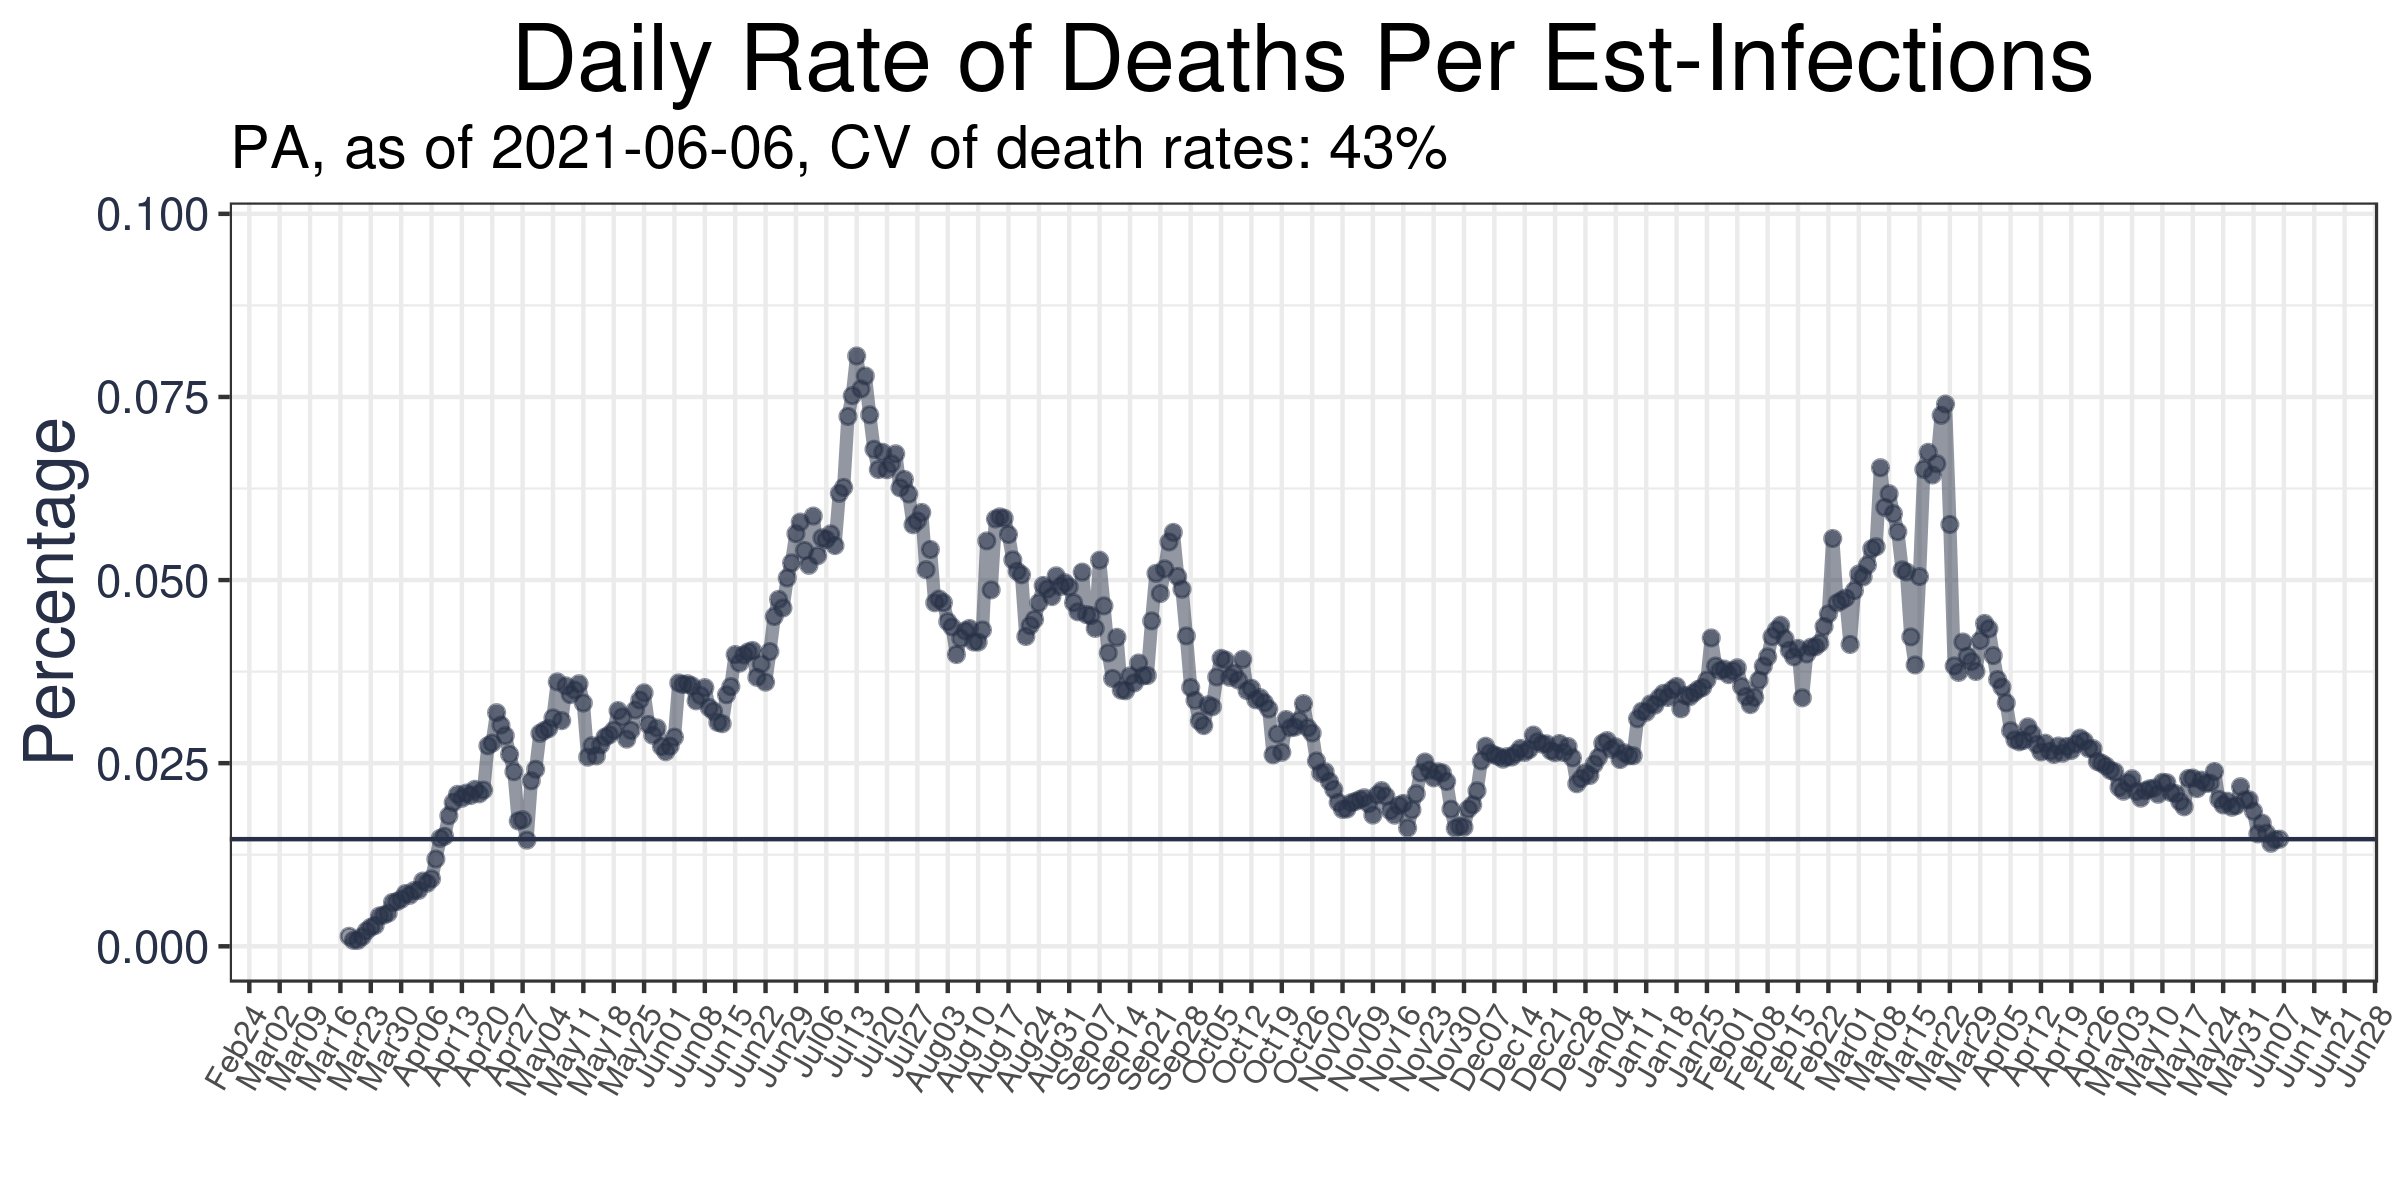 Daily Rate of Deaths Per Est-Infections
PA, as of 2021-06-06, CV of death rates: 43%
Percentage
0.100
0.075
0.050
0.025
0.000
Feb24
Mar02
Mar09
Mar16
Mar23
Mar30
Apr06
Apr13
Apr20
Apr27
May04
May11
May18
May25
Jun01
Jun08
Jun15
Jun22
Jun29
Jul06
Jul13
Jul20
Jul27
Aug03
Aug10
Aug17
Aug24
Aug31
Sep07
Sep14
Sep21
Sep28
Oct05
Oct12
Oct19
Oct26
Nov02
Nov09
Nov16
Nov23
Nov30
Dec07
Dec14
Dec21
Dec28
Jan04
Jan11
Jan18
Jan25
Feb01
Feb08
Feb15
Feb22
Mar01
Mar08
Mar15
Mar22
Mar29
Apr05
Apr12
Apr19
Apr26
May03
May10
May17
May24
May31
Jun07
Jun14
Jun21
Jun28